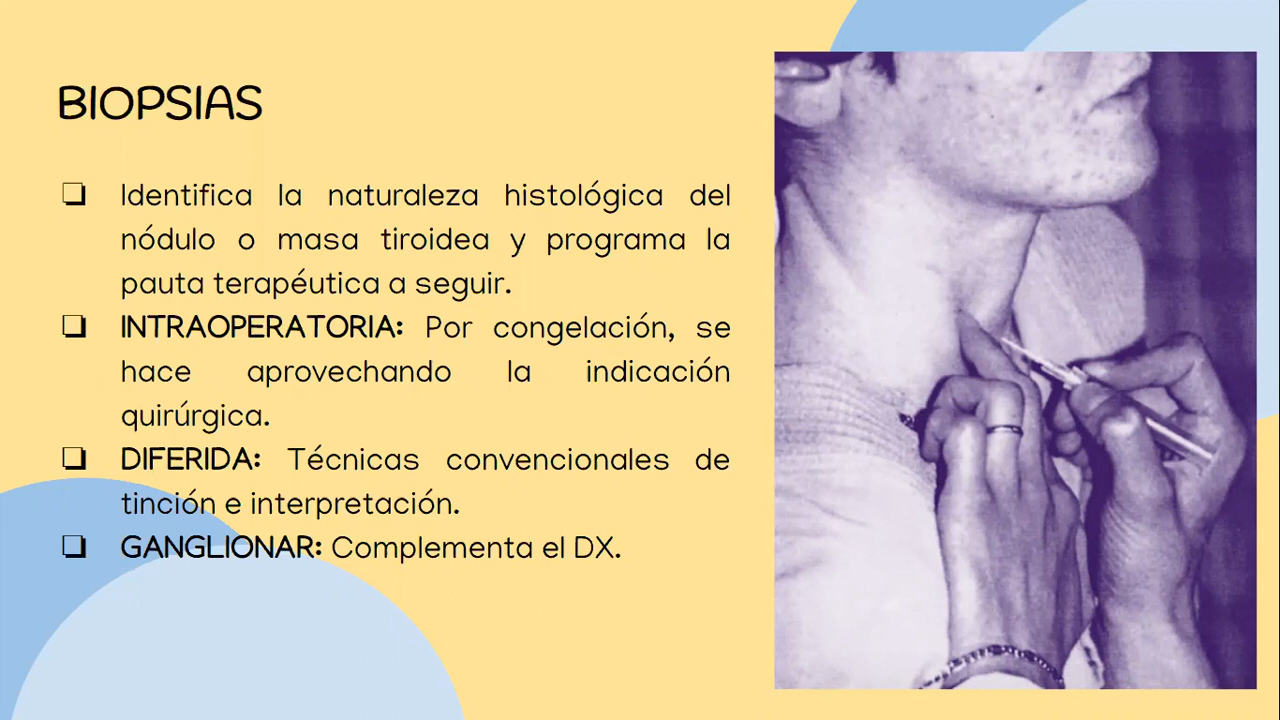 BIOPSIAS
❏ Identifica la naturaleza histológica del
nódulo o masa tiroidea y programa la
pauta terapéutica a seguir.
❏ INTRAOPERATORIA: Por congelación, se
hace aprovechando la indicación
quirúrgica.
❏ DIFERIDA: Técnicas convencionales de
tinción e interpretación.
❏ GANGLIONAR: Complementa el DX.